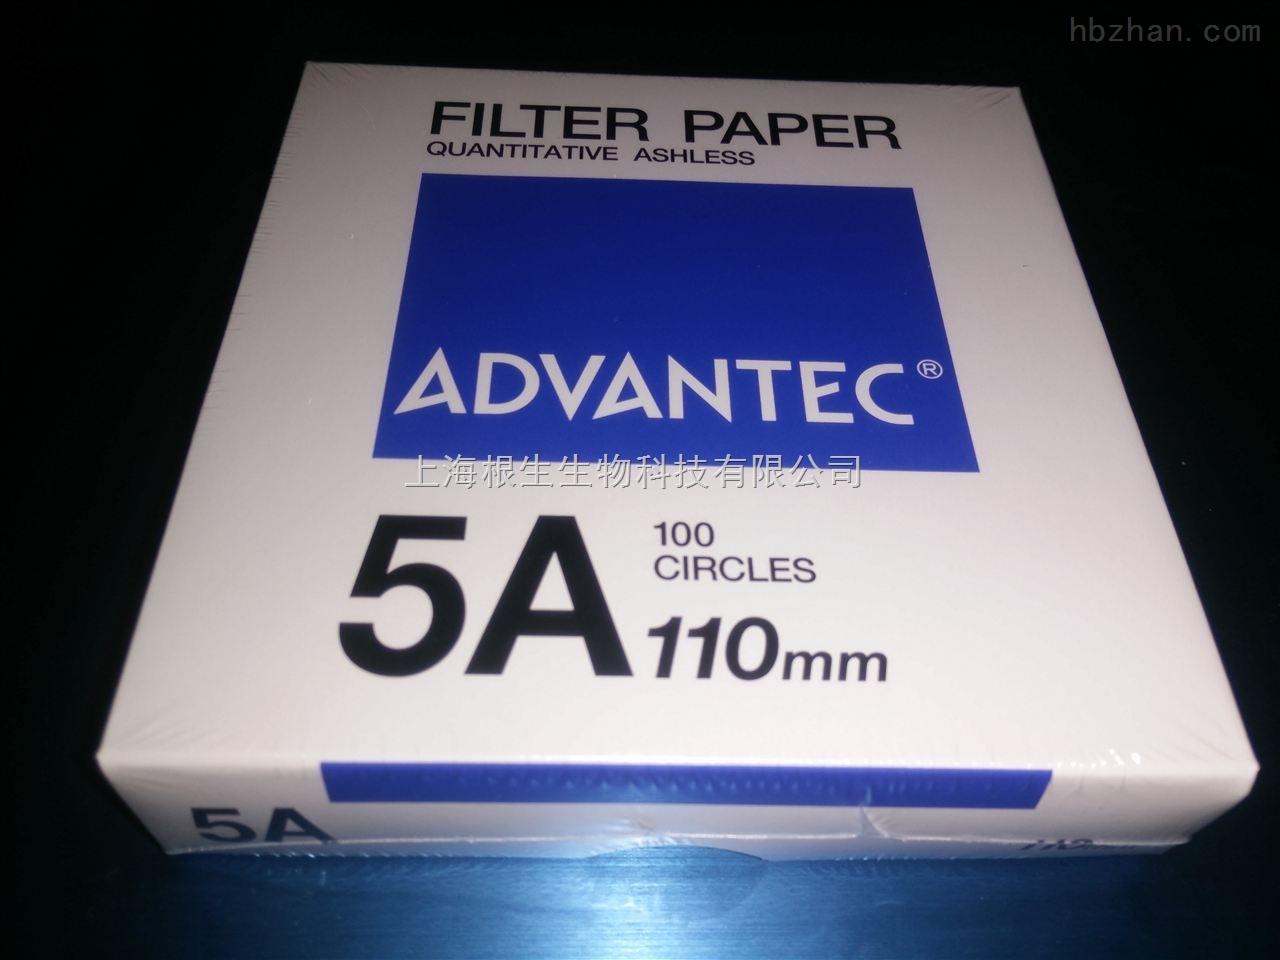 hbzhan.com
FILTER PAPER
QUANTITATIVE ASHLESS
ADVANTEC®
上海根生生物科技有限公司
5A
100
CIRCLES
110mm
5A